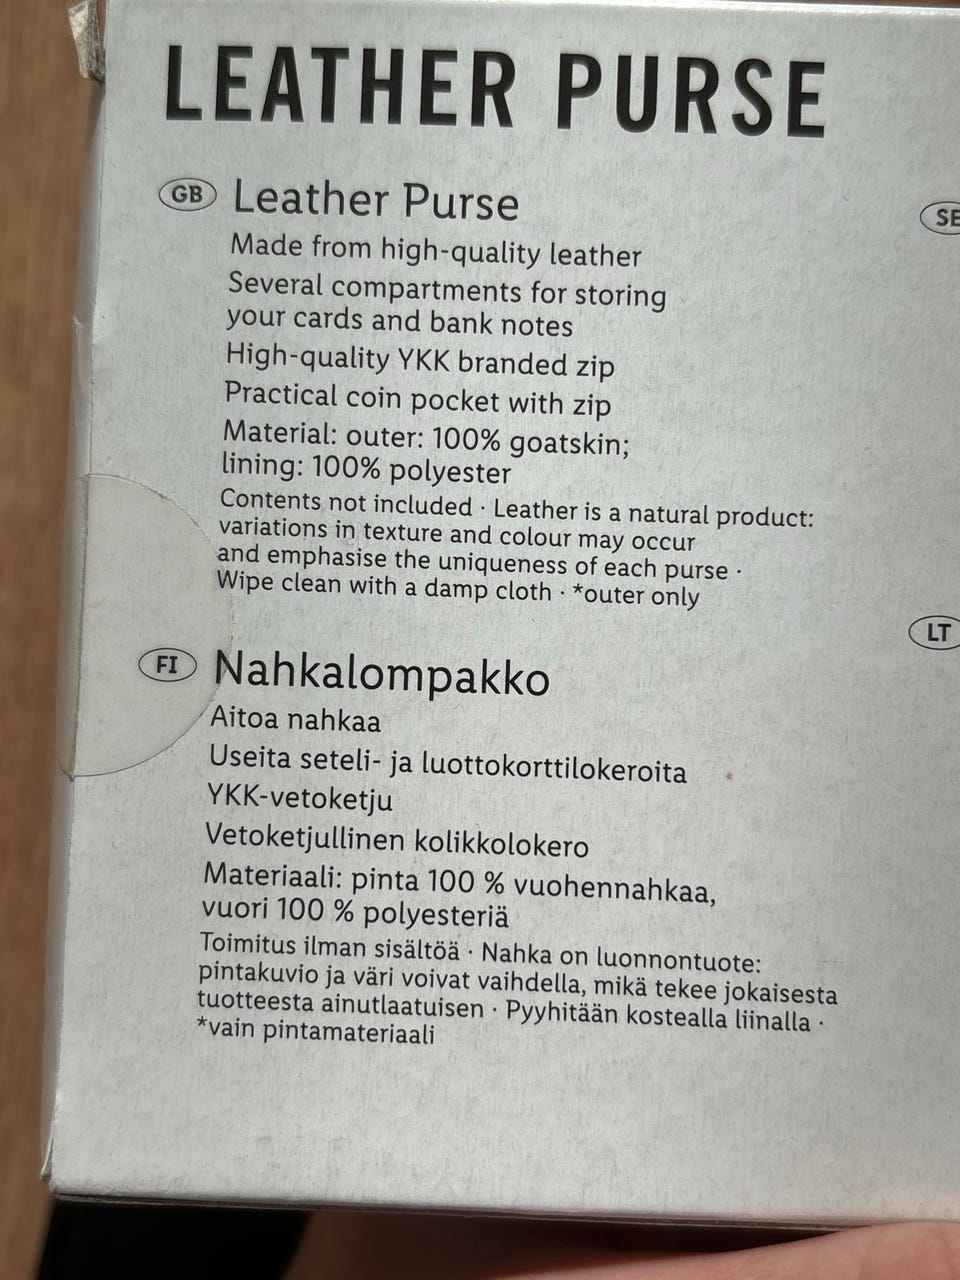 LEATHER PURSE
GB Leather Purse
Made from high-quality leather
Several compartments for storing
your cards and bank notes
High-quality YKK branded zip
Practical coin pocket with zip
Material: outer: 100% goatskin;
lining: 100% polyester
Contents not included · Leather is a natural product:
variations in texture and colour may occur
and emphasise the uniqueness of each purse ·
Wipe clean with a damp cloth · *outer only
FI Nahkalompakko
Aitoa nahkaa
Useita seteli- ja luottokorttilokeroita
YKK-vetoketju
Vetoketjullinen kolikkolokero
Materiaali: pinta 100 % vuohennahkaa,
vuori 100 % polyesteriä
Toimitus ilman sisältöä · Nahka on luonnontuote:
pintakuvio ja väri voivat vaihdella, mikä tekee jokaisesta
tuotteesta ainutlaatuisen · Pyyhitään kostealla liinalla ·
*vain pintamateriaali
SE
LT